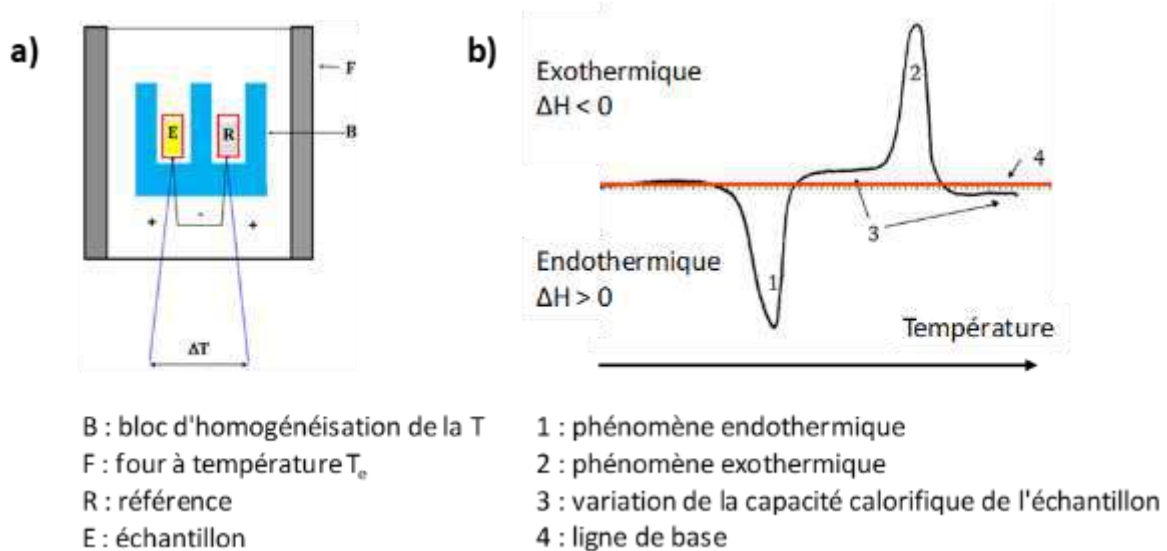 a)
F
E
R
B
+
-
+
ΔT
B : bloc d'homogénéisation de la T
F : four à température Te
R : référence
E : échantillon
b)
Exothermique
ΔH < 0
2
4
3
Endothermique
ΔH > 0
1
Température
1 : phénomène endothermique
2 : phénomène exothermique
3 : variation de la capacité calorifique de l'échantillon
4 : ligne de base